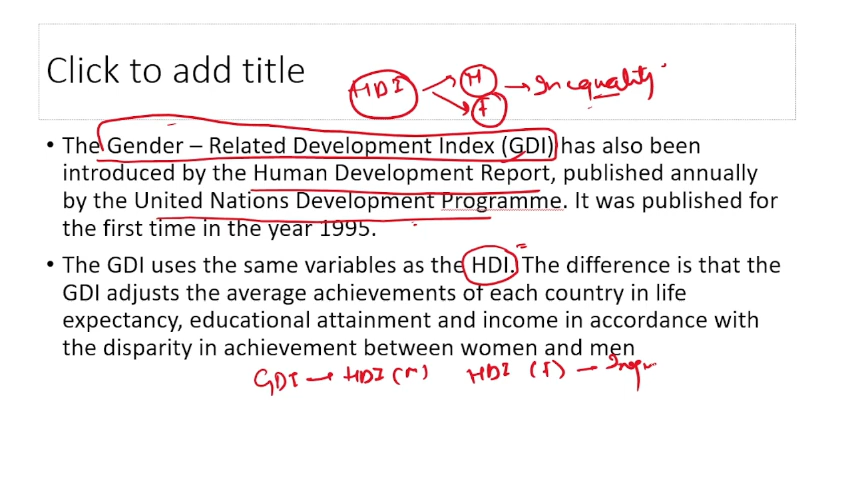 Click to add title
HDI M → Inequality
F
• The Gender – Related Development Index (GDI) has also been
introduced by the Human Development Report, published annually
by the United Nations Development Programme. It was published for
the first time in the year 1995.
• The GDI uses the same variables as the HDI. The difference is that the
GDI adjusts the average achievements of each country in life
expectancy, educational attainment and income in accordance with
the disparity in achievement between women and men
GDI → HDI (M) HDI (F) –